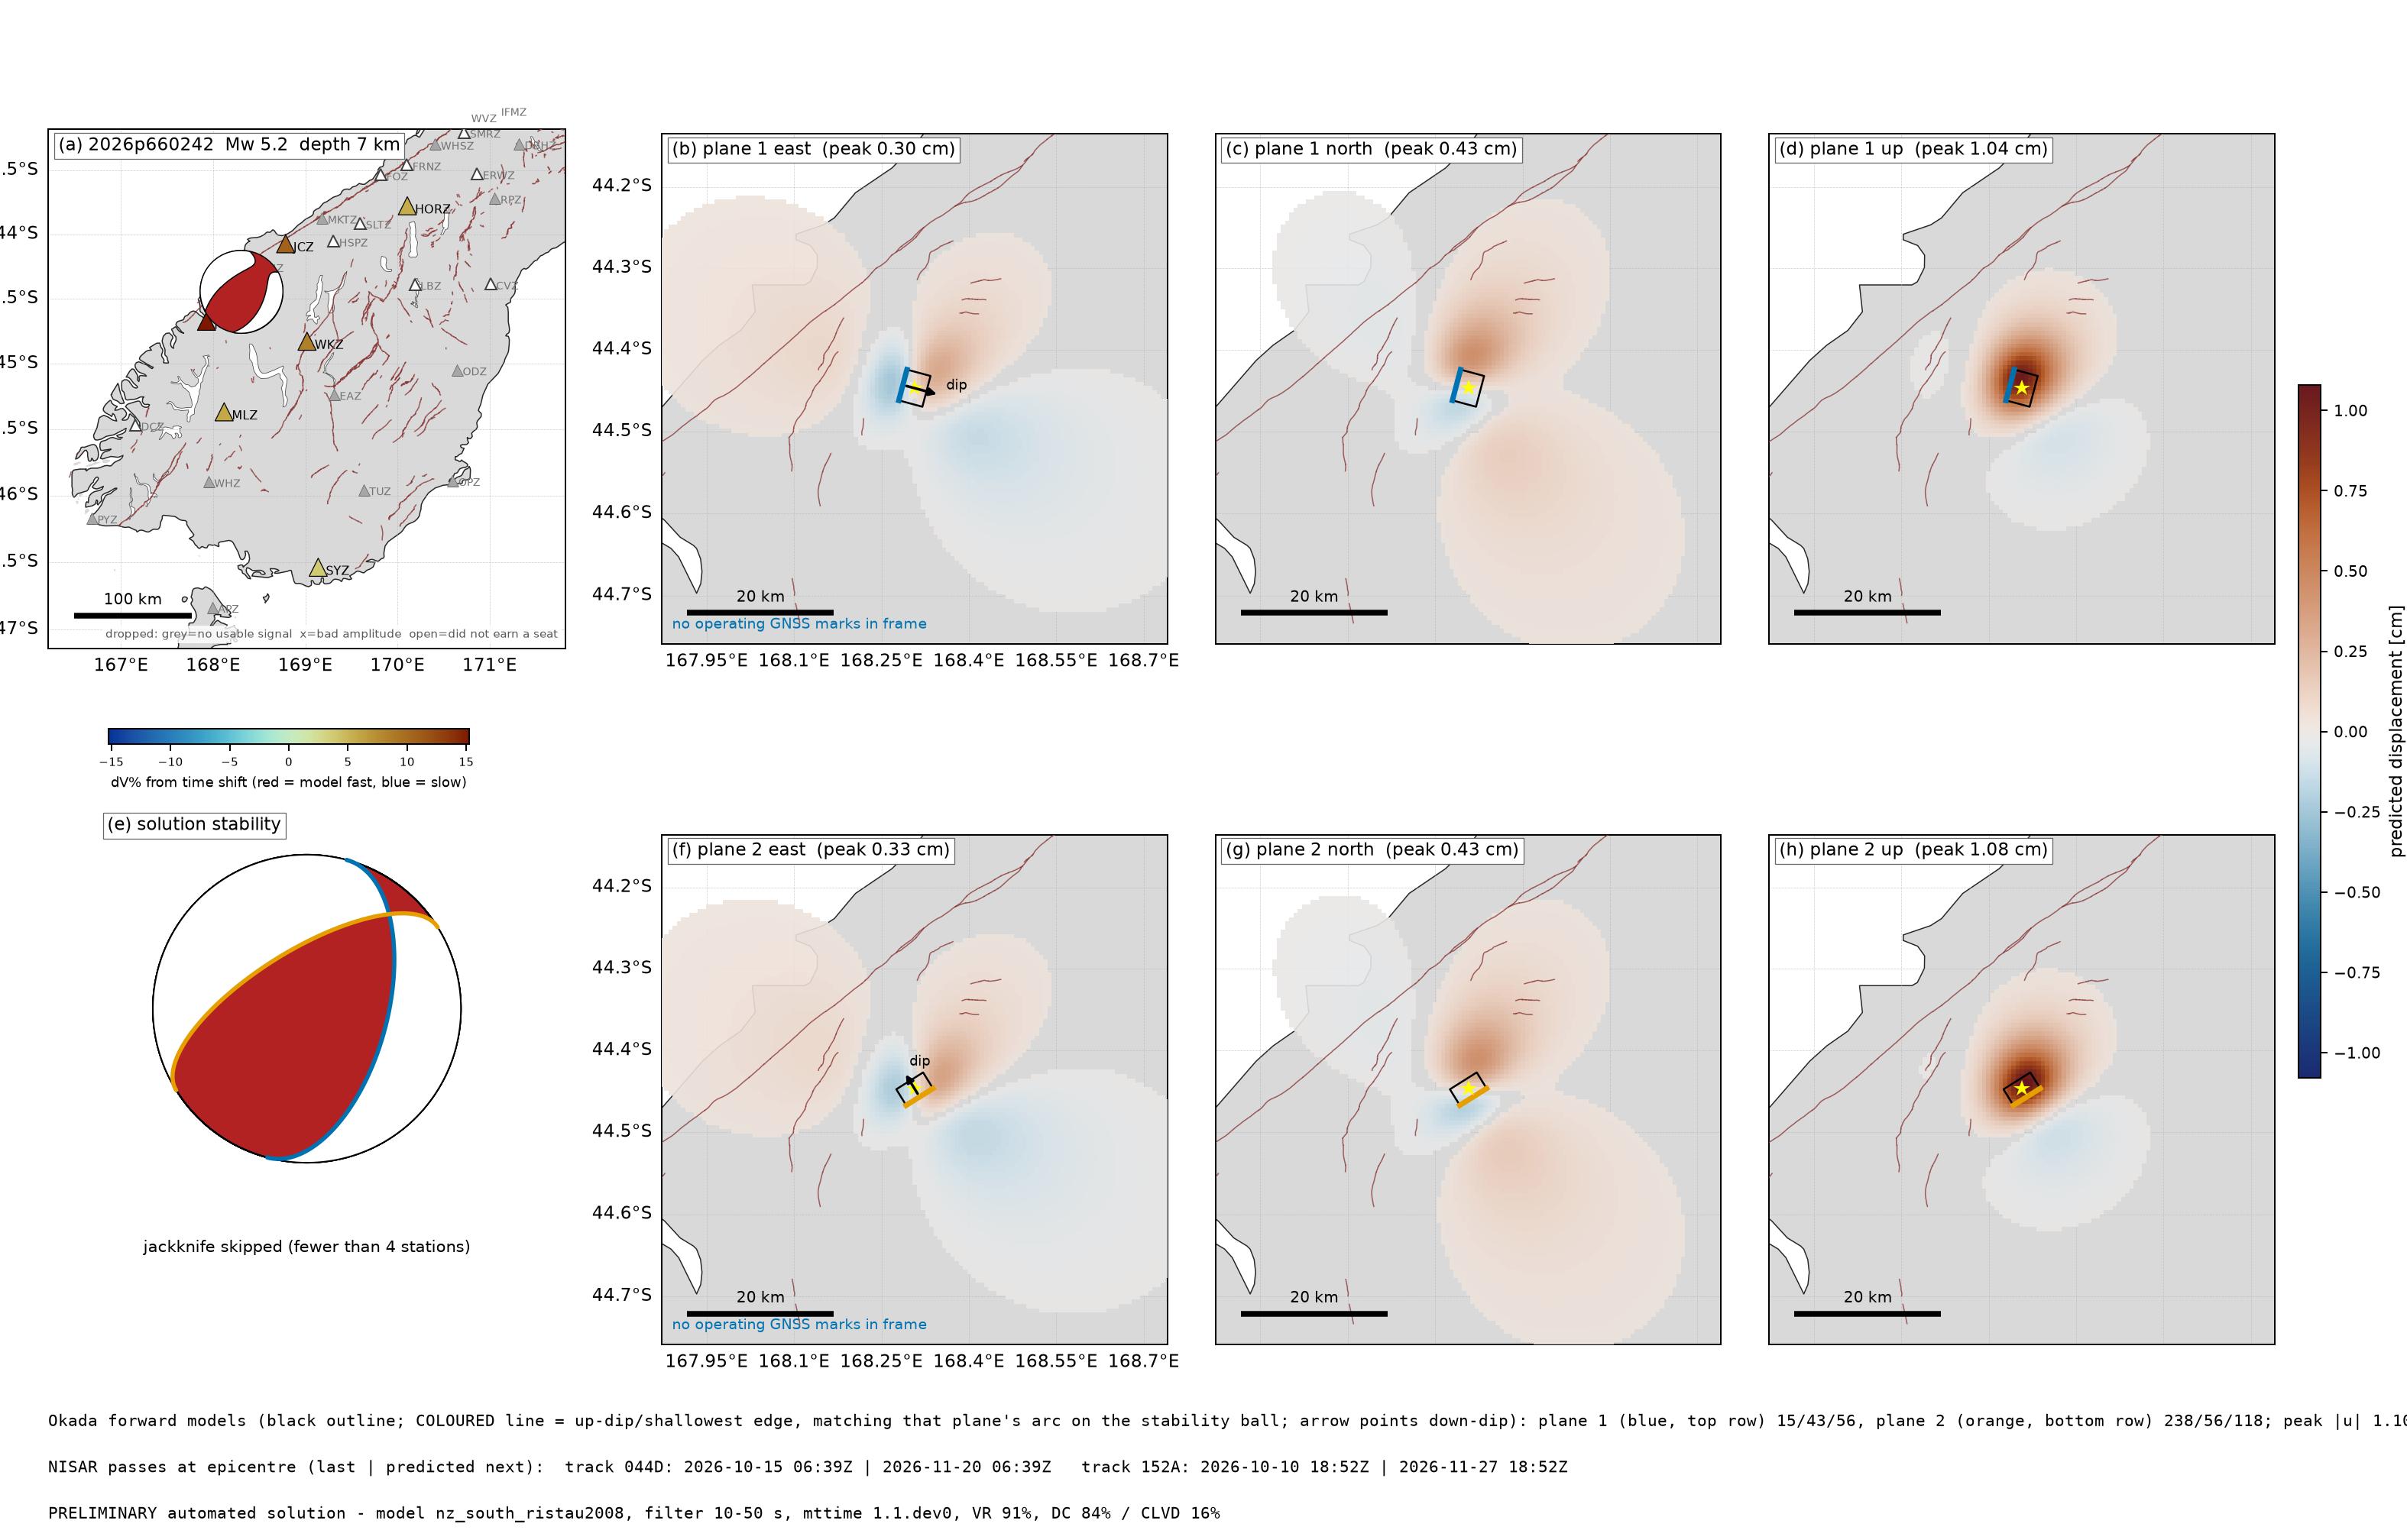 IFMZ
WVZ
SMRZ
(a) 2026p660242  Mw 5.2  depth 7 km
WHSZ
FRNZ
FOZ
ERWZ
RPZ
HORZ
MKTZ
SLTZ
HSPZ
JCZ
Z
LBZ
CVZ
WKZ
ODZ
EAZ
MLZ
DCZ
WHZ
TUZ
OPZ
PYZ
SYZ
APZ
.5°S
44°S
.5°S
45°S
.5°S
46°S
.5°S
47°S
100 km
dropped: grey=no usable signal  x=bad amplitude  open=did not earn a seat
167°E 168°E 169°E 170°E 171°E
−15 −10 −5 0 5 10 15
dV% from time shift (red = model fast, blue = slow)
(b) plane 1 east  (peak 0.30 cm)
44.2°S
44.3°S
44.4°S
44.5°S
44.6°S
44.7°S
dip
20 km
no operating GNSS marks in frame
167.95°E 168.1°E 168.25°E 168.4°E 168.55°E 168.7°E
(c) plane 1 north  (peak 0.43 cm)
20 km
(d) plane 1 up  (peak 1.04 cm)
20 km
1.00
0.75
0.50
0.25
0.00
−0.25
−0.50
−0.75
−1.00
predicted displacement [cm]
(e) solution stability
jackknife skipped (fewer than 4 stations)
(f) plane 2 east  (peak 0.33 cm)
44.2°S
44.3°S
44.4°S
44.5°S
44.6°S
44.7°S
dip
20 km
no operating GNSS marks in frame
167.95°E 168.1°E 168.25°E 168.4°E 168.55°E 168.7°E
(g) plane 2 north  (peak 0.43 cm)
20 km
(h) plane 2 up  (peak 1.08 cm)
20 km
Okada forward models (black outline; COLOURED line = up-dip/shallowest edge, matching that plane's arc on the stability ball; arrow points down-dip): plane 1 (blue, top row) 15/43/56, plane 2 (orange, bottom row) 238/56/118; peak |u| 1.10
NISAR passes at epicentre (last | predicted next):  track 044D: 2026-10-15 06:39Z | 2026-11-20 06:39Z   track 152A: 2026-10-10 18:52Z | 2026-11-27 18:52Z
PRELIMINARY automated solution - model nz_south_ristau2008, filter 10-50 s, mttime 1.1.dev0, VR 91%, DC 84% / CLVD 16%